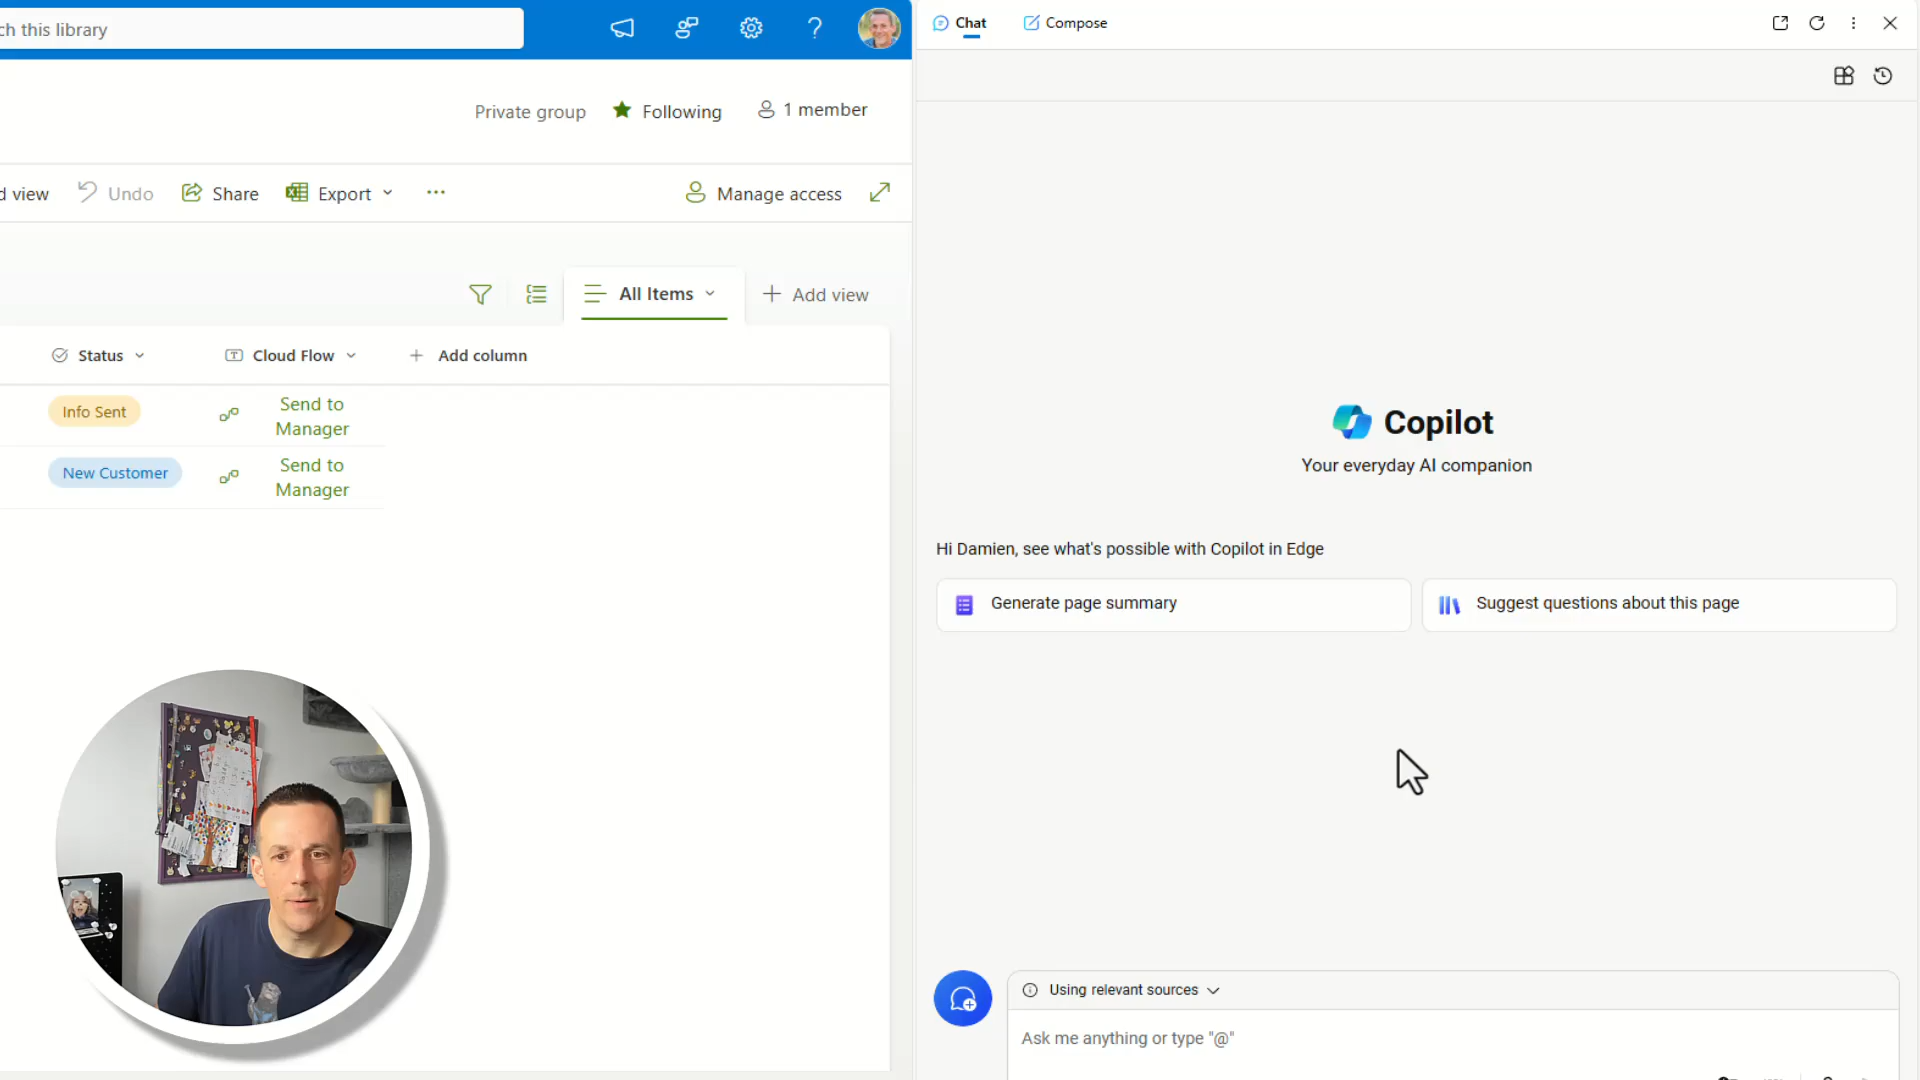 ch this library
Private group
Following
1 member
d view
Undo
Share
Export
Manage access
All Items
Add view
Status
Cloud Flow
Add column
Info Sent
Send to
Manager
New Customer
Send to
Manager
Chat
Compose
Copilot
Your everyday AI companion
Hi Damien, see what's possible with Copilot in Edge
Generate page summary
Suggest questions about this page
Using relevant sources
Ask me anything or type "@"